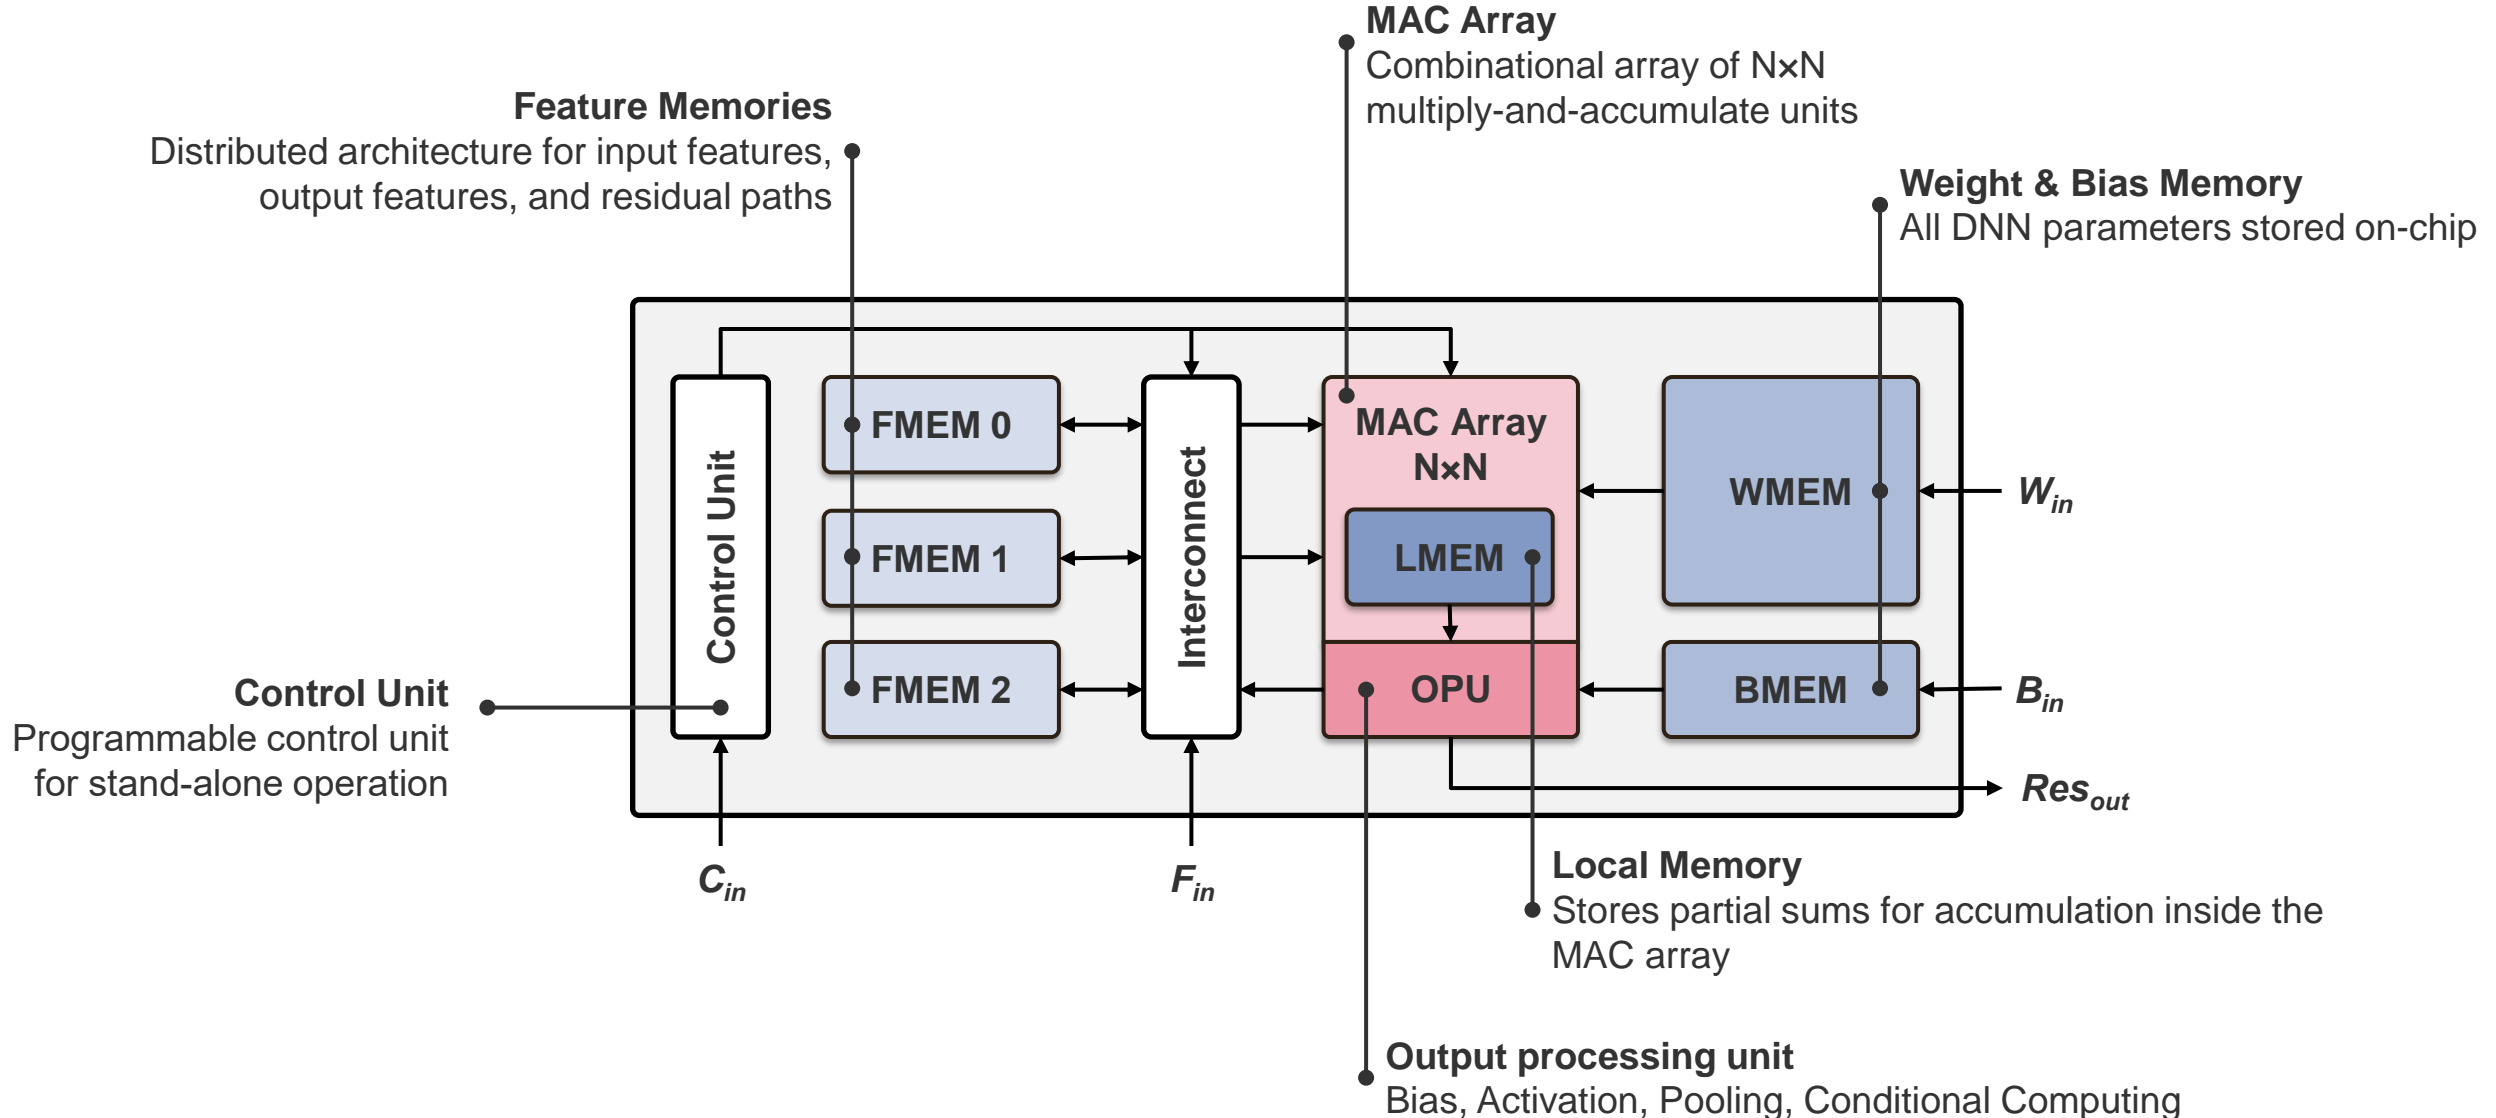 MAC Array
Combinational array of N×N
multiply-and-accumulate units
Feature Memories
Distributed architecture for input features,
output features, and residual paths
Weight & Bias Memory
All DNN parameters stored on-chip
Control Unit
FMEM 0
FMEM 1
FMEM 2
Interconnect
MAC Array
N×N
LMEM
OPU
WMEM
BMEM
W_in
B_in
Res_out
Control Unit
Programmable control unit
for stand-alone operation
C_in
F_in
Local Memory
Stores partial sums for accumulation inside the
MAC array
Output processing unit
Bias, Activation, Pooling, Conditional Computing